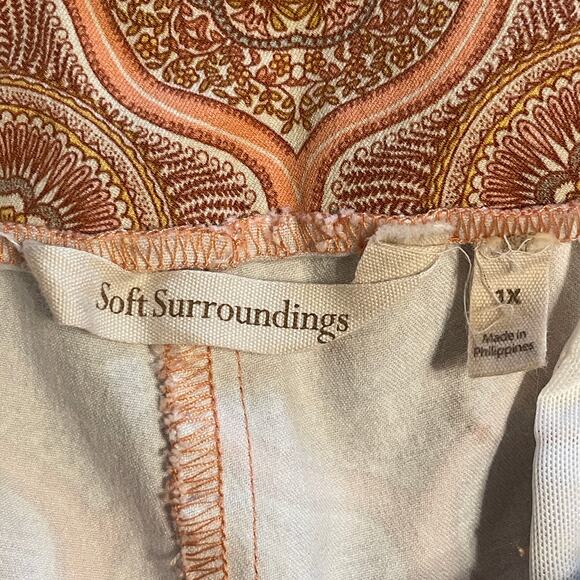 Soft Surroundings
1X
Made in
Philippines